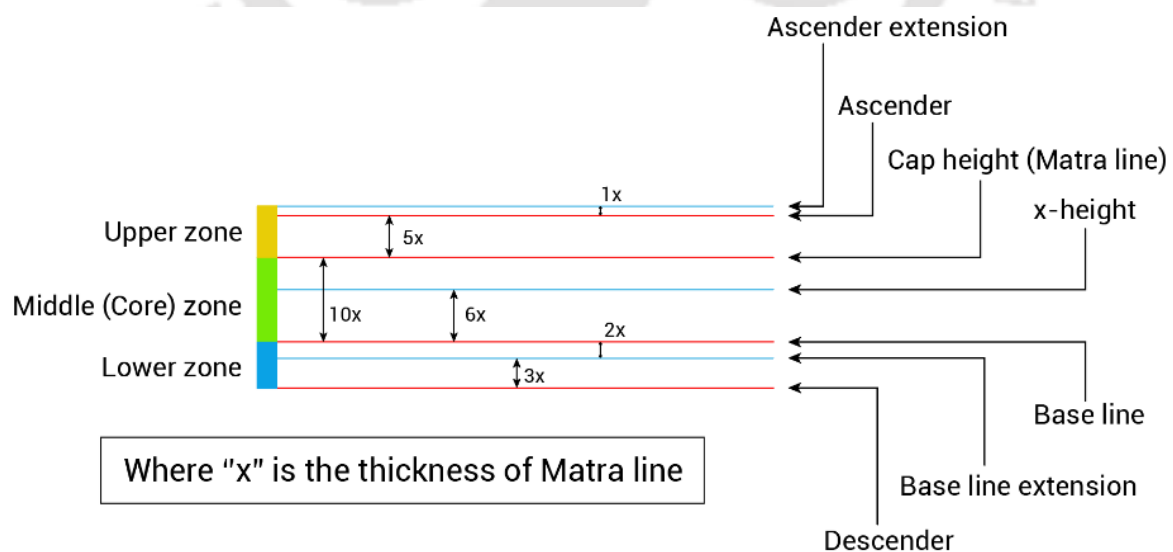 Ascender extension
Ascender
Cap height (Matra line)
x-height
1x
Upper zone
5x
Middle (Core) zone
10x
6x
2x
Lower zone
3x
Base line
Where "x" is the thickness of Matra line
Base line extension
Descender